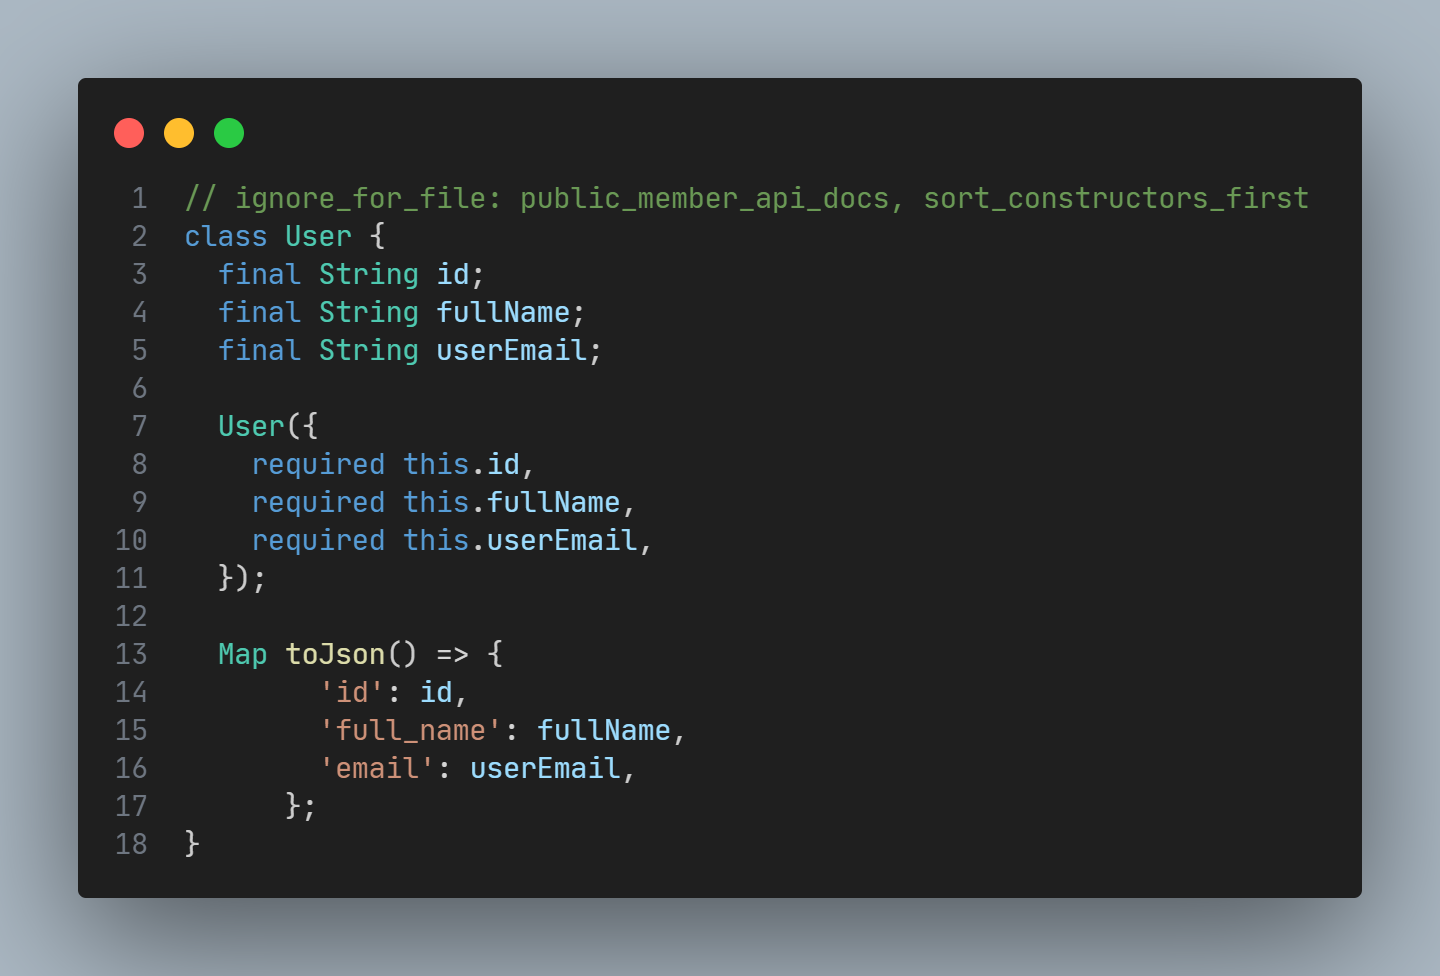 1 // ignore_for_file: public_member_api_docs, sort_constructors_first
2 class User {
3   final String id;
4   final String fullName;
5   final String userEmail;
6
7   User({
8     required this.id,
9     required this.fullName,
10     required this.userEmail,
11   });
12
13   Map toJson() => {
14         'id': id,
15         'full_name': fullName,
16         'email': userEmail,
17       };
18 }